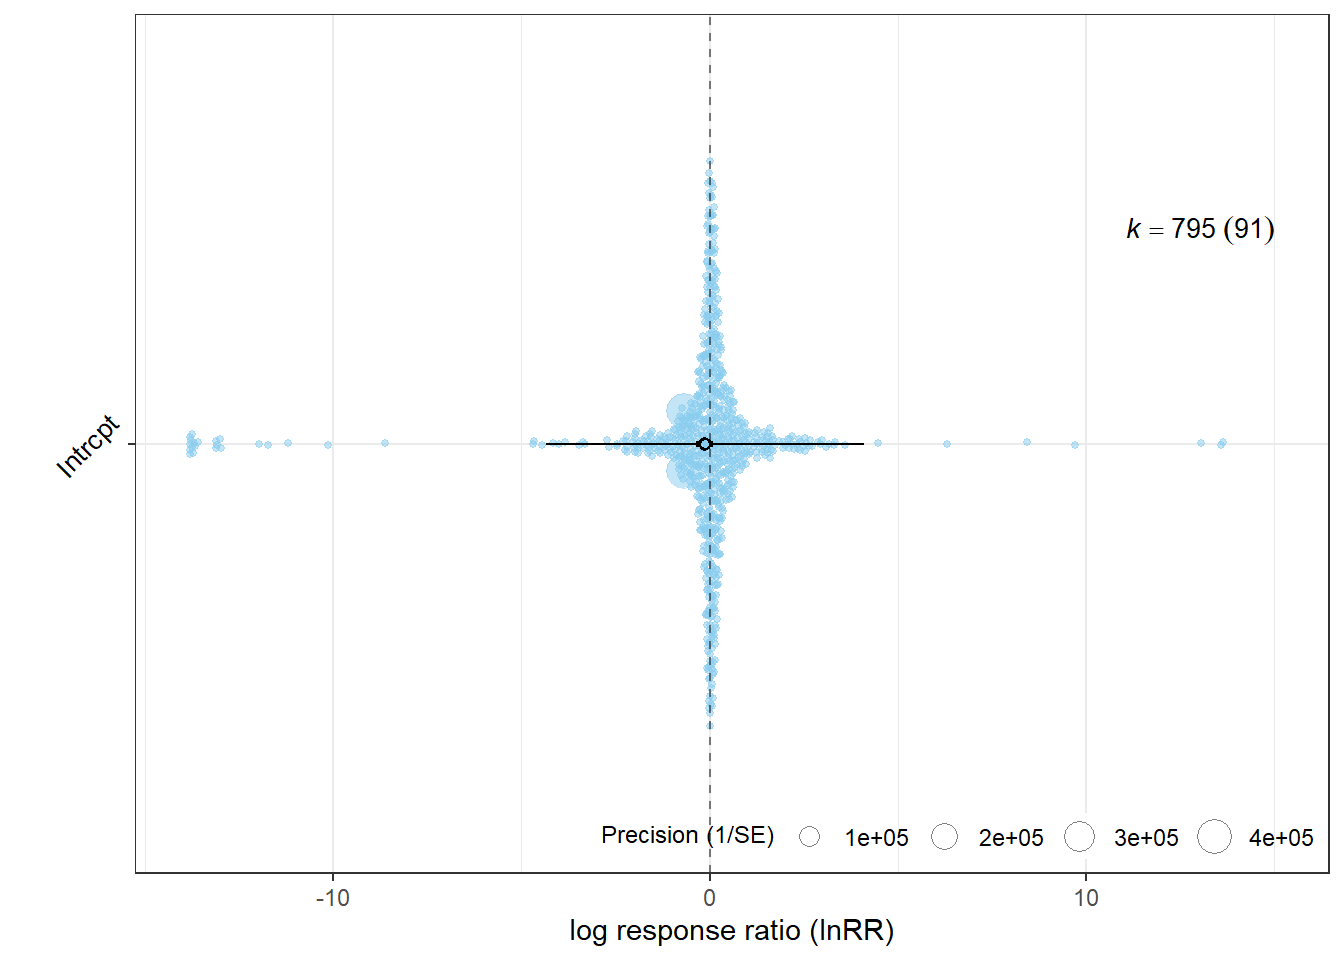 k = 795 (91)
Intrcpt
Precision (1/SE) 1e+05 2e+05 3e+05 4e+05
-10 0 10
log response ratio (lnRR)